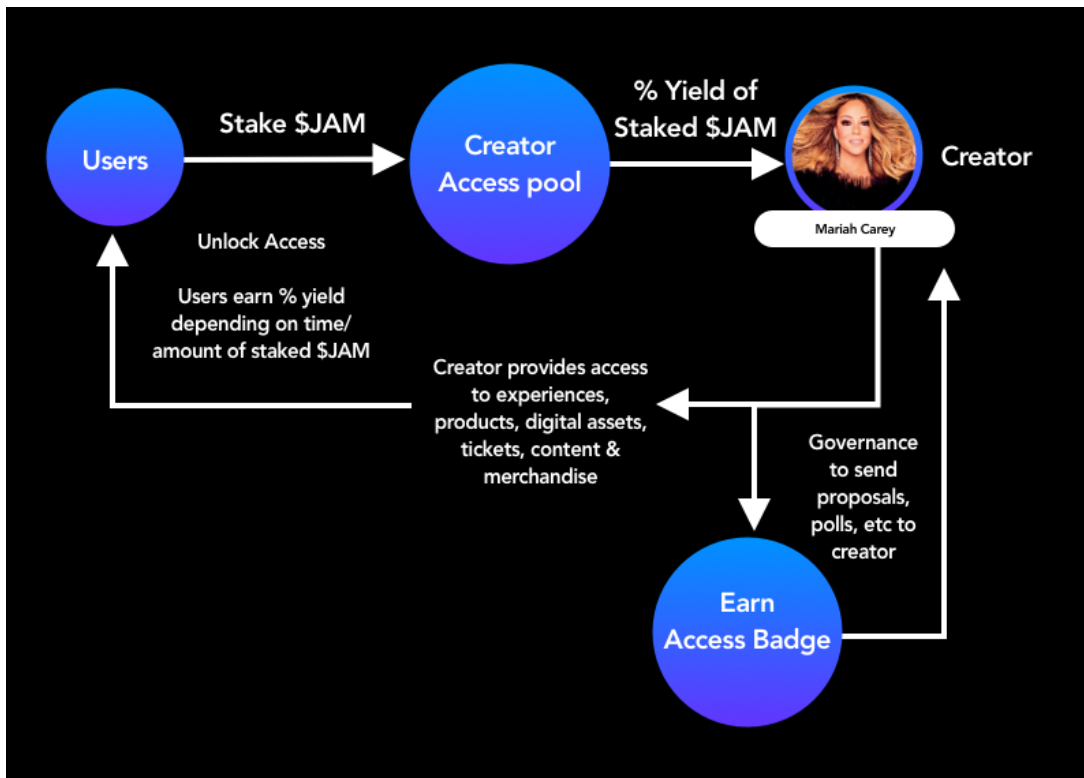 Users
Stake $JAM
Creator
Access pool
% Yield of
Staked $JAM
Creator
Mariah Carey
Unlock Access
Users earn % yield
depending on time/
amount of staked $JAM
Creator provides access
to experiences,
products, digital assets,
tickets, content &
merchandise
Governance
to send
proposals,
polls, etc to
creator
Earn
Access Badge